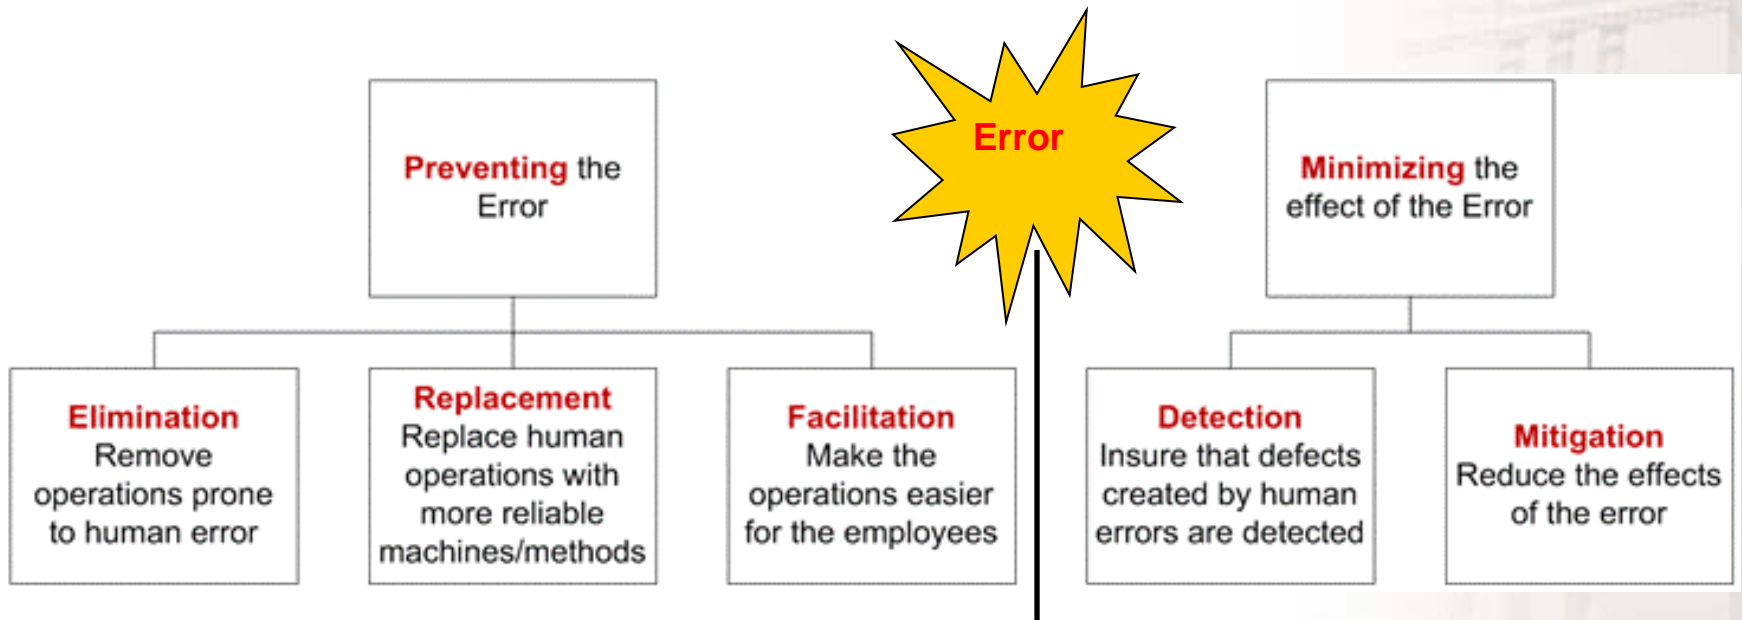 Preventing the
Error
Elimination
Remove
operations prone
to human error
Replacement
Replace human
operations with
more reliable
machines/methods
Facilitation
Make the
operations easier
for the employees
Error
Minimizing the
effect of the Error
Detection
Insure that defects
created by human
errors are detected
Mitigation
Reduce the effects
of the error